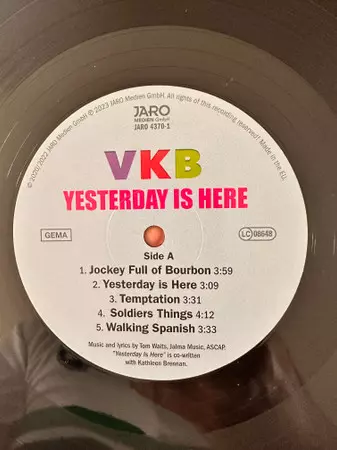 © 2020/2022 JARO Medien GmbH © 2023 JARO Medien GmbH. All rights of this recording reserved! Made in the EU.
JARO
MEDIEN GmbH
JARO 4370-1
VKB
YESTERDAY IS HERE
GEMA
LC 08648
Side A
1. Jockey Full of Bourbon 3:59
2. Yesterday is Here 3:09
3. Temptation 3:31
4. Soldiers Things 4:12
5. Walking Spanish 3:33
Music and lyrics by Tom Waits, Jalma Music, ASCAP.
"Yesterday Is Here" is co-written
with Kathleen Brennan.